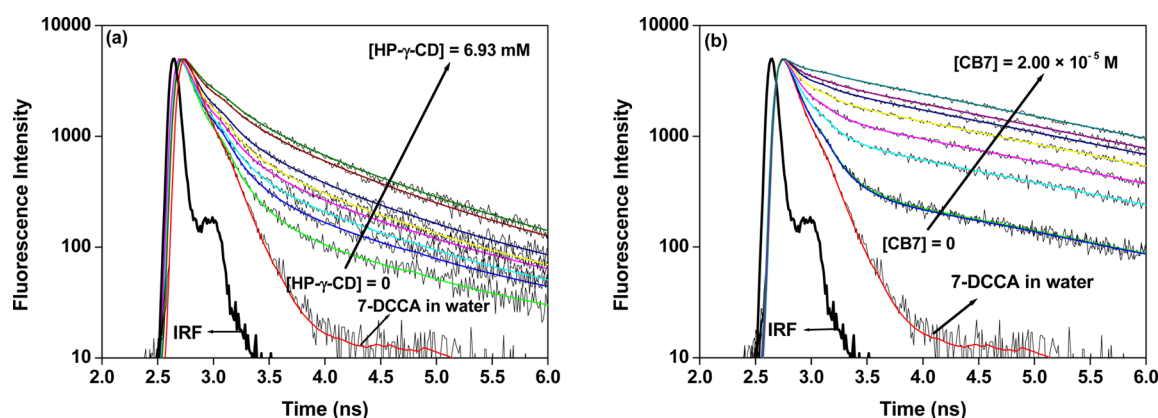 (a)
[HP-γ-CD] = 6.93 mM
[HP-γ-CD] = 0
7-DCCA in water
IRF
Fluorescence Intensity
10000
1000
100
10
2.0 2.5 3.0 3.5 4.0 4.5 5.0 5.5 6.0
Time (ns)
(b)
[CB7] = 2.00 × 10⁻⁵ M
[CB7] = 0
7-DCCA in water
IRF
Fluorescence Intensity
10000
1000
100
10
2.0 2.5 3.0 3.5 4.0 4.5 5.0 5.5 6.0
Time (ns)